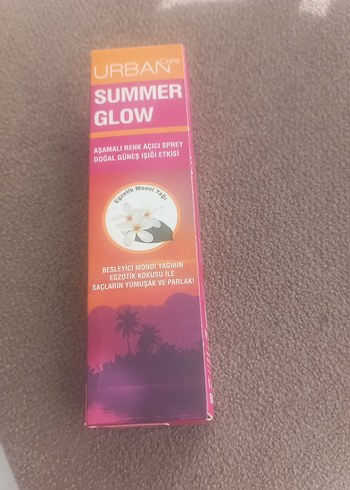 URBAN Care
SUMMER
GLOW
AŞAMALI RENK AÇICI SPREY
DOĞAL GÜNEŞ IŞIĞI ETKİSİ
Egzotik Monoi Yağı
BESLEYİCİ MONOI YAĞININ
EGZOTİK KOKUSU İLE
SAÇLARIN YUMUŞAK VE PARLAK!